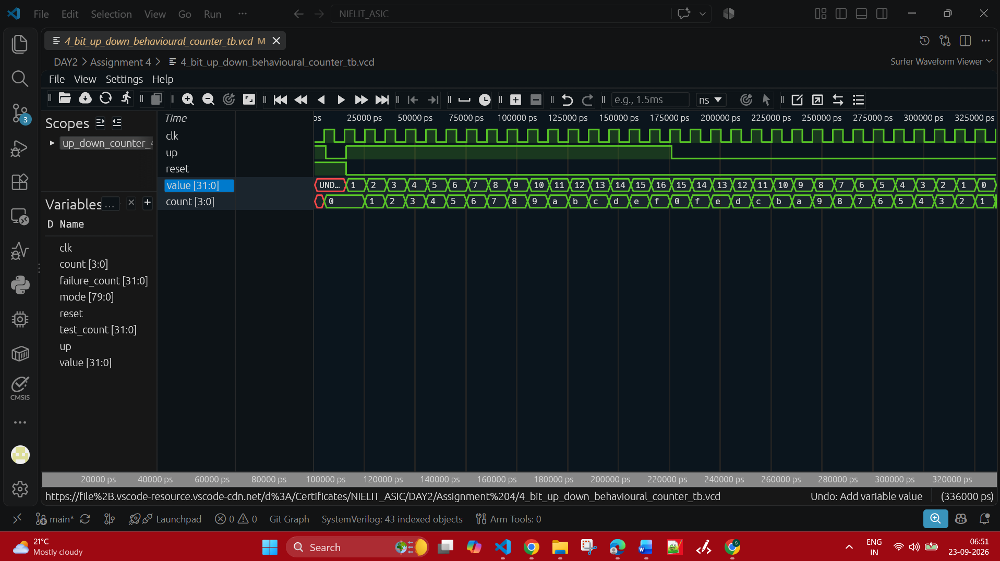 File Edit Selection View Go Run ··· NIELIT_ASIC
4_bit_up_down_behavioural_counter_tb.vcd M
DAY2 > Assignment 4 > 4_bit_up_down_behavioural_counter_tb.vcd
Surfer Waveform Viewer
File View Settings Help
e.g., 1.5ms ns
Scopes
up_down_counter_4
Variables ...
D Name
clk
count [3:0]
failure_count [31:0]
mode [79:0]
reset
test_count [31:0]
up
value [31:0]
3
CMSIS
Time
clk
up
reset
value [31:0]
count [3:0]
ps 25000 ps 50000 ps 75000 ps 100000 ps 125000 ps 150000 ps 175000 ps 200000 ps 225000 ps 250000 ps 275000 ps 300000 ps 325000 ps
UND... 1 2 3 4 5 6 7 8 9 10 11 12 13 14 15 16 15 14 13 12 11 10 9 8 7 6 5 4 3 2 1 0
0 1 2 3 4 5 6 7 8 9 a b c d e f 0 f e d c b a 9 8 7 6 5 4 3 2 1
20000 ps 40000 ps 60000 ps 80000 ps 100000 ps 120000 ps 140000 ps 160000 ps 180000 ps 200000 ps 220000 ps 240000 ps 260000 ps 280000 ps 300000 ps 320000 ps
https://file%2B.vscode-resource.vscode-cdn.net/d%3A/Certificates/NIELIT_ASIC/DAY2/Assignment%204/4_bit_up_down_behavioural_counter_tb.vcd Undo: Add variable value (336000 ps)
main* Launchpad 0 0 Git Graph SystemVerilog: 43 indexed objects Arm Tools: 0
21°C
Mostly cloudy
Search
ENG
IN
06:51
23-09-2026